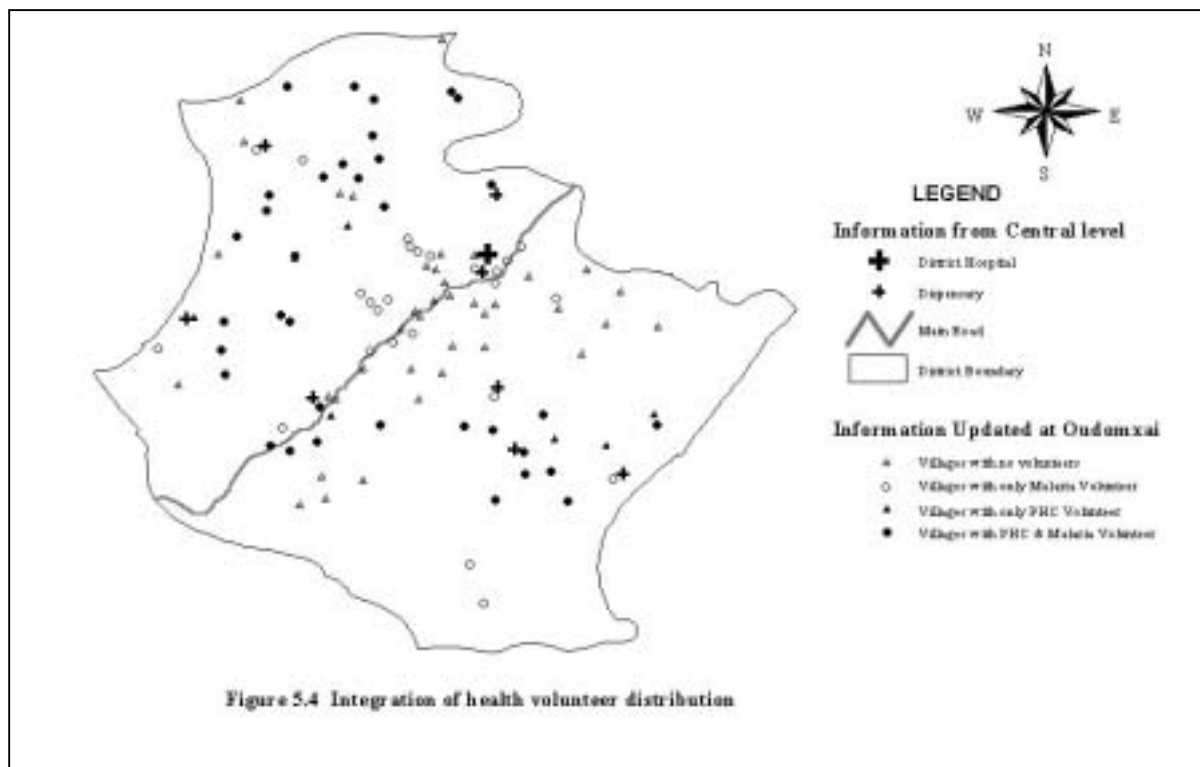 N
W E
S
LEGEND
Information from Central level
District Hospital
Dispensary
Main Road
District Boundary
Information Updated at Oudomxai
Villages with no volunteers
Villages with only Malaria Volunteer
Villages with only PHC Volunteer
Villages with PHC & Malaria Volunteer
Figure 5.4 Integration of health volunteer distribution